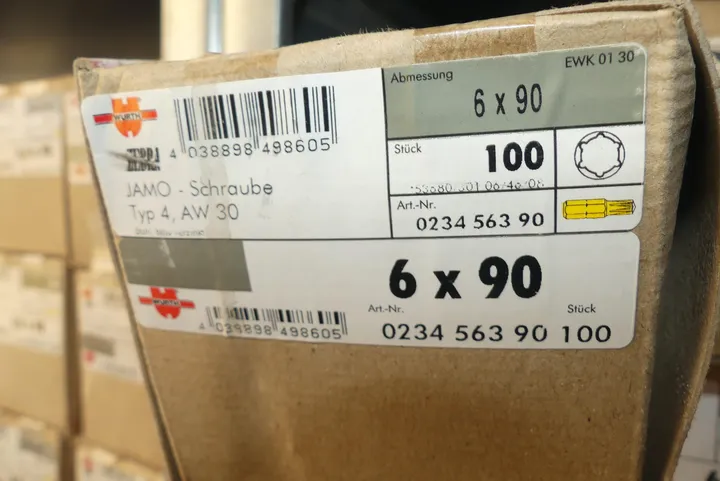 EWK 01 30
Abmessung
6 x 90
WÜRTH
4 038898 498605
Stück
100
JAMO - Schraube
Typ 4, AW 30
Art.-Nr.
0234 563 90
6 x 90
WÜRTH
4 038898 498605
Art.-Nr.
Stück
0234 563 90 100